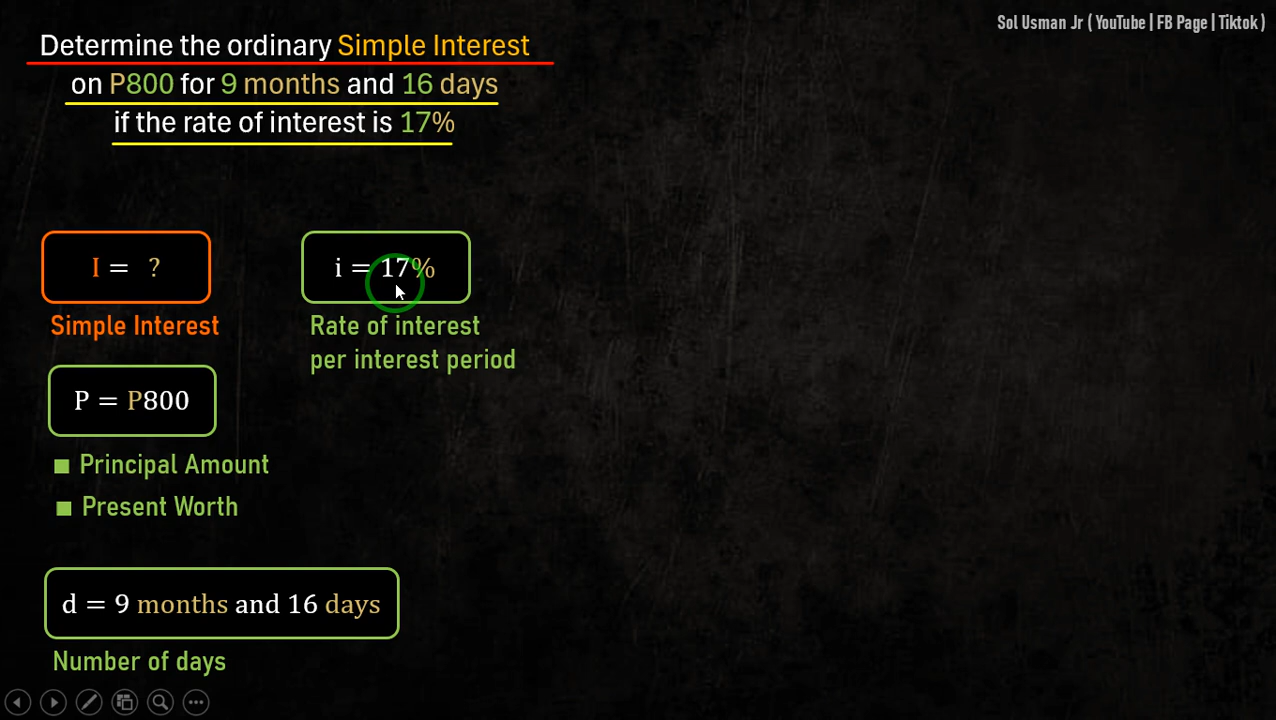 Sol Usman Jr ( YouTube | FB Page | Tiktok )
Determine the ordinary Simple Interest
on P800 for 9 months and 16 days
if the rate of interest is 17%
I = ?
Simple Interest
i = 17%
Rate of interest
per interest period
P = P800
■ Principal Amount
■ Present Worth
d = 9 months and 16 days
Number of days